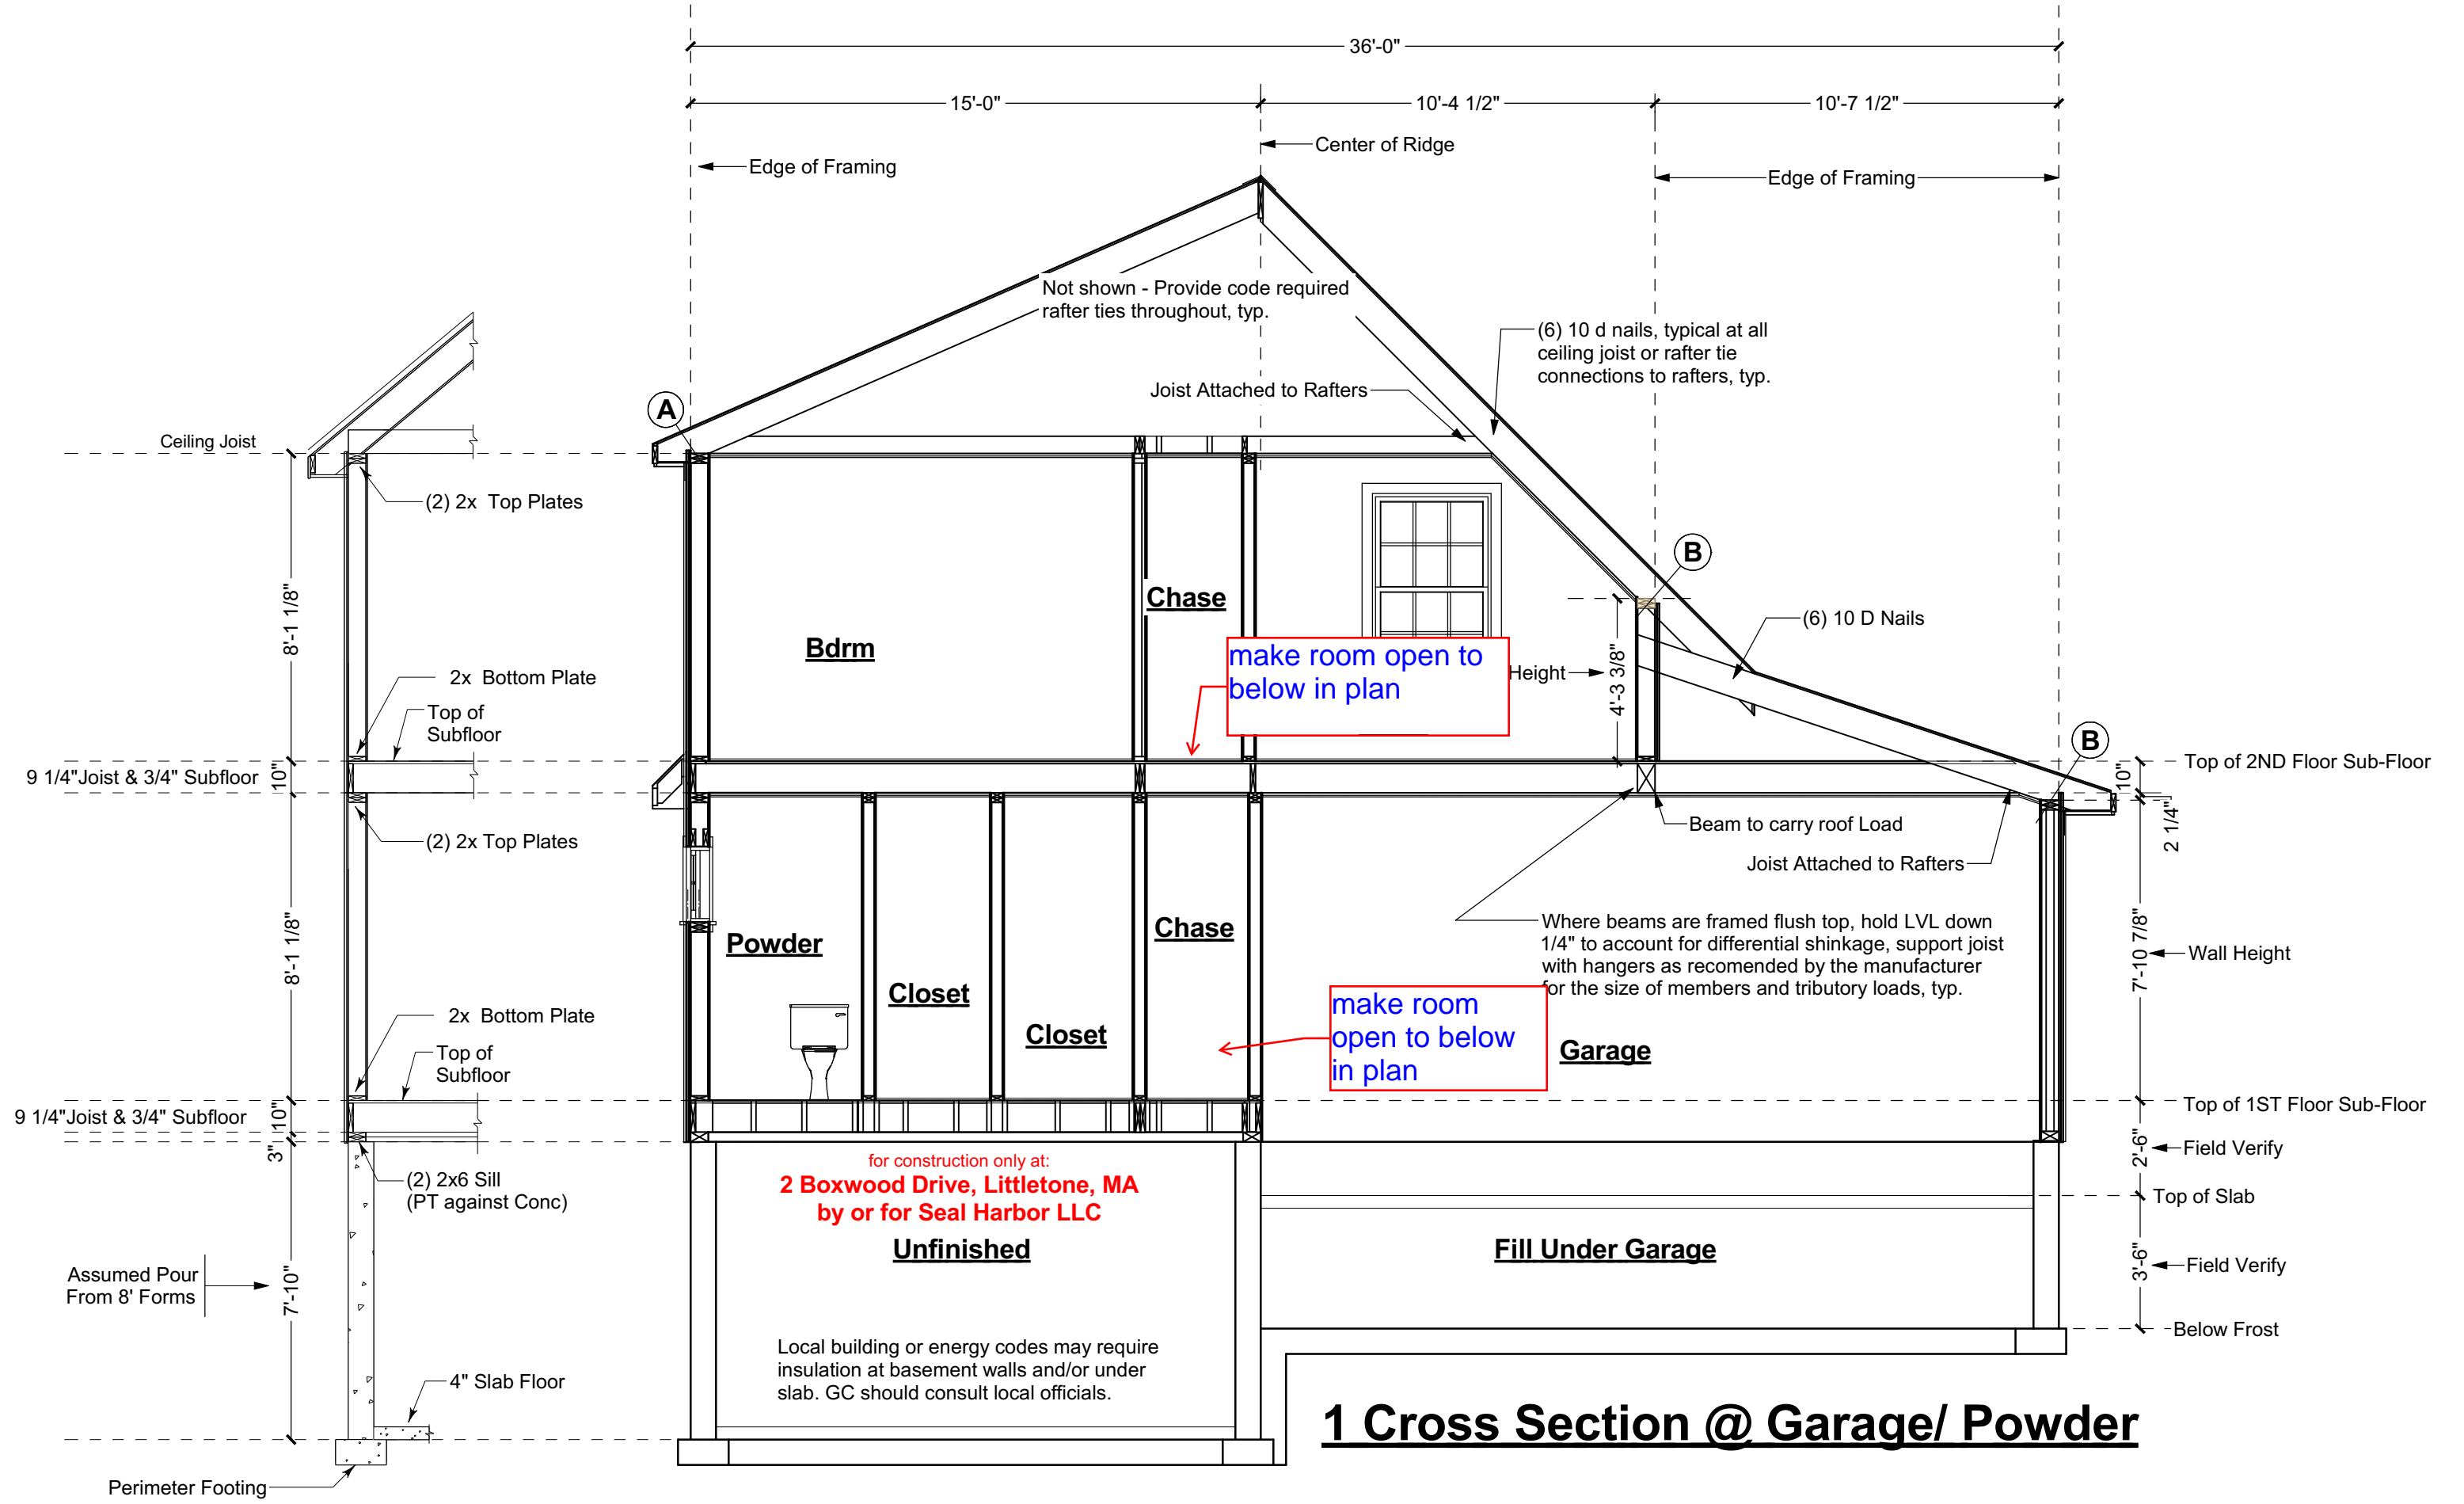 36'-0"
15'-0"
10'-4 1/2"
10'-7 1/2"
Center of Ridge
Edge of Framing
Edge of Framing
Not shown - Provide code required
rafter ties throughout, typ.
(6) 10 d nails, typical at all
ceiling joist or rafter tie
connections to rafters, typ.
Joist Attached to Rafters
A
Ceiling Joist
(2) 2x Top Plates
B
8'-1 1/8"
Chase
(6) 10 D Nails
Bdrm
make room open to
below in plan
Height
4'-3 3/8"
2x Bottom Plate
Top of
Subfloor
B
9 1/4"Joist & 3/4" Subfloor
10"
Top of 2ND Floor Sub-Floor
10"
2 1/4"
(2) 2x Top Plates
Beam to carry roof Load
Joist Attached to Rafters
8'-1 1/8"
Powder
Chase
Closet
Closet
Where beams are framed flush top, hold LVL down
1/4" to account for differential shinkage, support joist
with hangers as recomended by the manufacturer
for the size of members and tributory loads, typ.
7'-10 7/8"
Wall Height
make room
open to below
in plan
Garage
2x Bottom Plate
Top of
Subfloor
9 1/4"Joist & 3/4" Subfloor
10"
3"
Top of 1ST Floor Sub-Floor
2'-6"
Field Verify
(2) 2x6 Sill
(PT against Conc)
for construction only at:
2 Boxwood Drive, Littletone, MA
by or for Seal Harbor LLC
Unfinished
Top of Slab
Fill Under Garage
3'-6"
Field Verify
Assumed Pour
From 8' Forms
7'-10"
Below Frost
Local building or energy codes may require
insulation at basement walls and/or under
slab. GC should consult local officials.
4" Slab Floor
1 Cross Section @ Garage/ Powder
Perimeter Footing